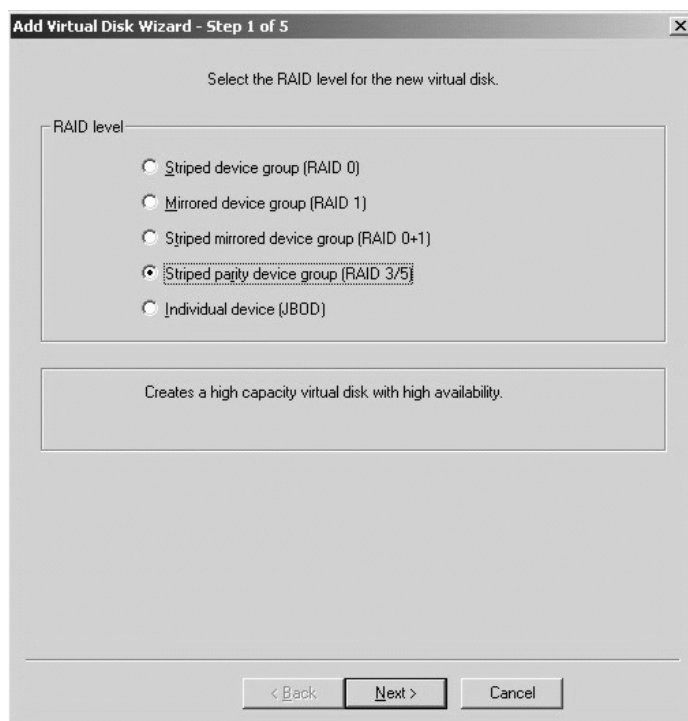 Add Virtual Disk Wizard - Step 1 of 5
Select the RAID level for the new virtual disk.
RAID level
Striped device group (RAID 0)
Mirrored device group (RAID 1)
Striped mirrored device group (RAID 0+1)
Striped parity device group (RAID 3/5)
Individual device (JBOD)
Creates a high capacity virtual disk with high availability.
< Back
Next >
Cancel